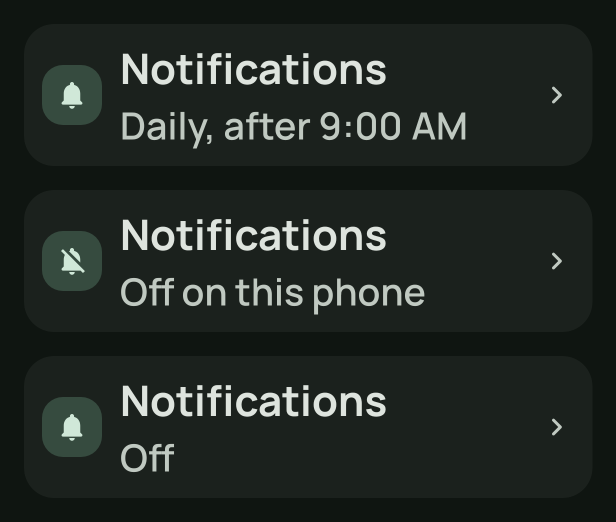 Notifications
Daily, after 9:00 AM
Notifications
Off on this phone
Notifications
Off